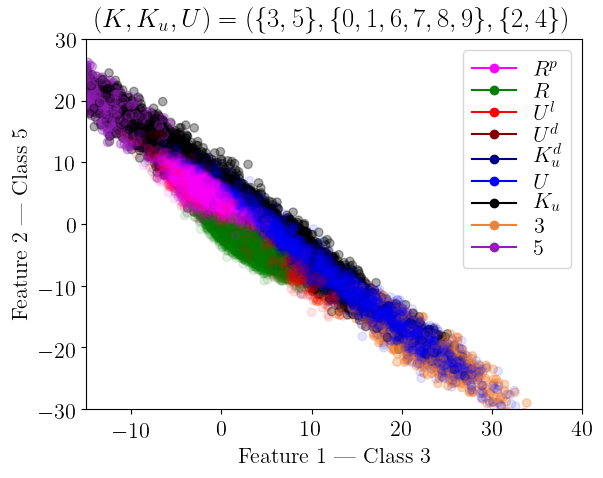 (K, K_u, U) = ({3, 5}, {0, 1, 6, 7, 8, 9}, {2, 4})
30
20
10
0
−10
−20
−30
Feature 2 — Class 5
−10
0
10
20
30
40
Feature 1 — Class 3
R^p
R
U^l
U^d
K_u^d
U
K_u
3
5